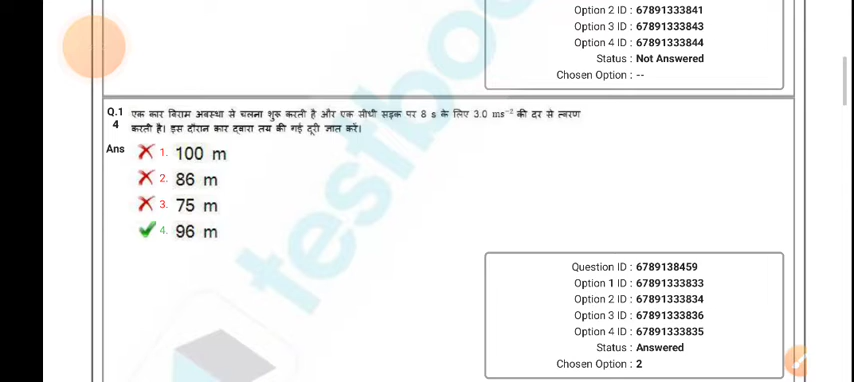 Option 2 ID : 67891333841
Option 3 ID : 67891333843
Option 4 ID : 67891333844
Status : Not Answered
Chosen Option : --
Q.14 एक कार विराम अवस्था से चलना शुरू करती है और एक सीधी सड़क पर 8 s के लिए 3.0 ms⁻² की दर से त्वरण
करती है। इस दौरान कार द्वारा तय की गई दूरी ज्ञात करें।
Ans 1. 100 m
2. 86 m
3. 75 m
4. 96 m
Question ID : 6789138459
Option 1 ID : 67891333833
Option 2 ID : 67891333834
Option 3 ID : 67891333836
Option 4 ID : 67891333835
Status : Answered
Chosen Option : 2
testbook